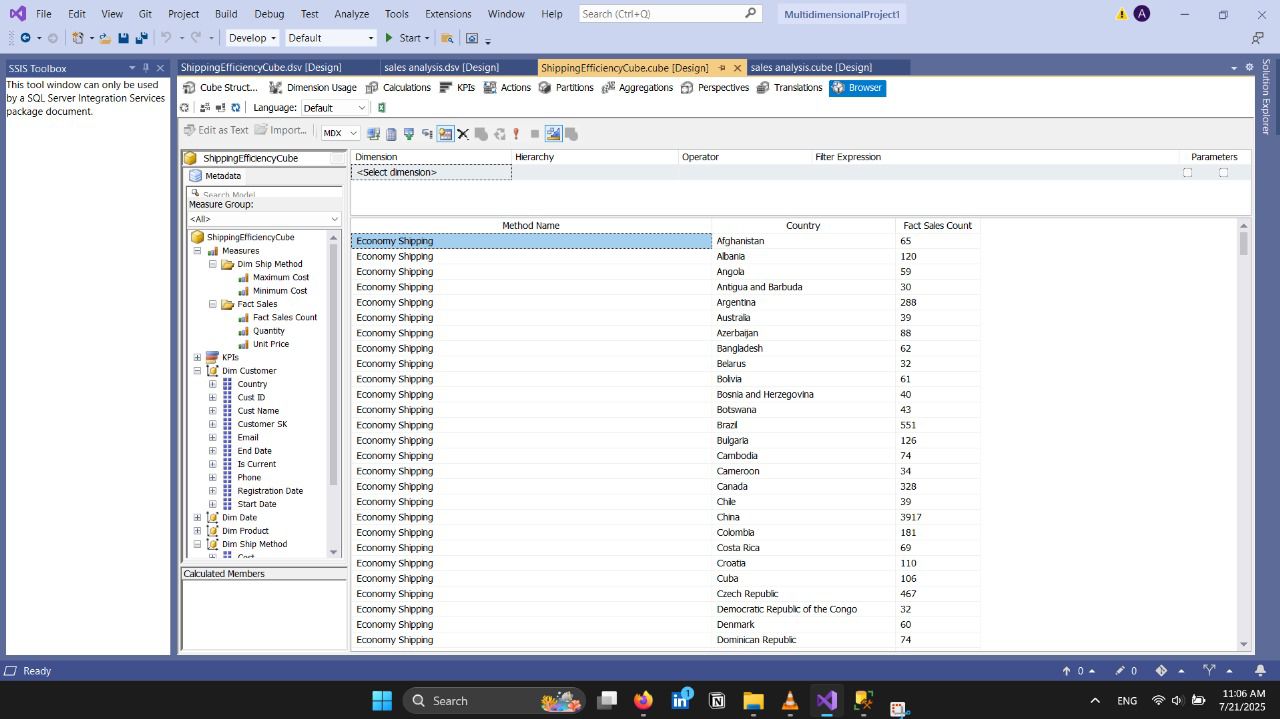 File Edit View Git Project Build Debug Test Analyze Tools Extensions Window Help Search (Ctrl+Q) MultidimensionalProject1 A
Develop Default Start
SSIS Toolbox
This tool window can only be used
by a SQL Server Integration Services
package document.
ShippingEfficiencyCube.dsv [Design] sales analysis.dsv [Design] ShippingEfficiencyCube.cube [Design] sales analysis.cube [Design]
Cube Struct... Dimension Usage Calculations KPIs Actions Partitions Aggregations Perspectives Translations Browser
Language: Default
Edit as Text Import... MDX
ShippingEfficiencyCube
Metadata
Search Model
Measure Group:
<All>
ShippingEfficiencyCube
Measures
Dim Ship Method
Maximum Cost
Minimum Cost
Fact Sales
Fact Sales Count
Quantity
Unit Price
KPIs
Dim Customer
Country
Cust ID
Cust Name
Customer SK
Email
End Date
Is Current
Phone
Registration Date
Start Date
Dim Date
Dim Product
Dim Ship Method
Cost
Calculated Members
Dimension Hierarchy Operator Filter Expression Parameters
<Select dimension>
Method Name Country Fact Sales Count
Economy Shipping Afghanistan 65
Economy Shipping Albania 120
Economy Shipping Angola 59
Economy Shipping Antigua and Barbuda 30
Economy Shipping Argentina 288
Economy Shipping Australia 39
Economy Shipping Azerbaijan 88
Economy Shipping Bangladesh 62
Economy Shipping Belarus 32
Economy Shipping Bolivia 61
Economy Shipping Bosnia and Herzegovina 40
Economy Shipping Botswana 43
Economy Shipping Brazil 551
Economy Shipping Bulgaria 126
Economy Shipping Cambodia 74
Economy Shipping Cameroon 34
Economy Shipping Canada 328
Economy Shipping Chile 39
Economy Shipping China 3917
Economy Shipping Colombia 181
Economy Shipping Costa Rica 69
Economy Shipping Croatia 110
Economy Shipping Cuba 106
Economy Shipping Czech Republic 467
Economy Shipping Democratic Republic of the Congo 32
Economy Shipping Denmark 60
Economy Shipping Dominican Republic 74
Solution Explorer
Ready 0 0
Search 1 ENG 11:06 AM
7/21/2025